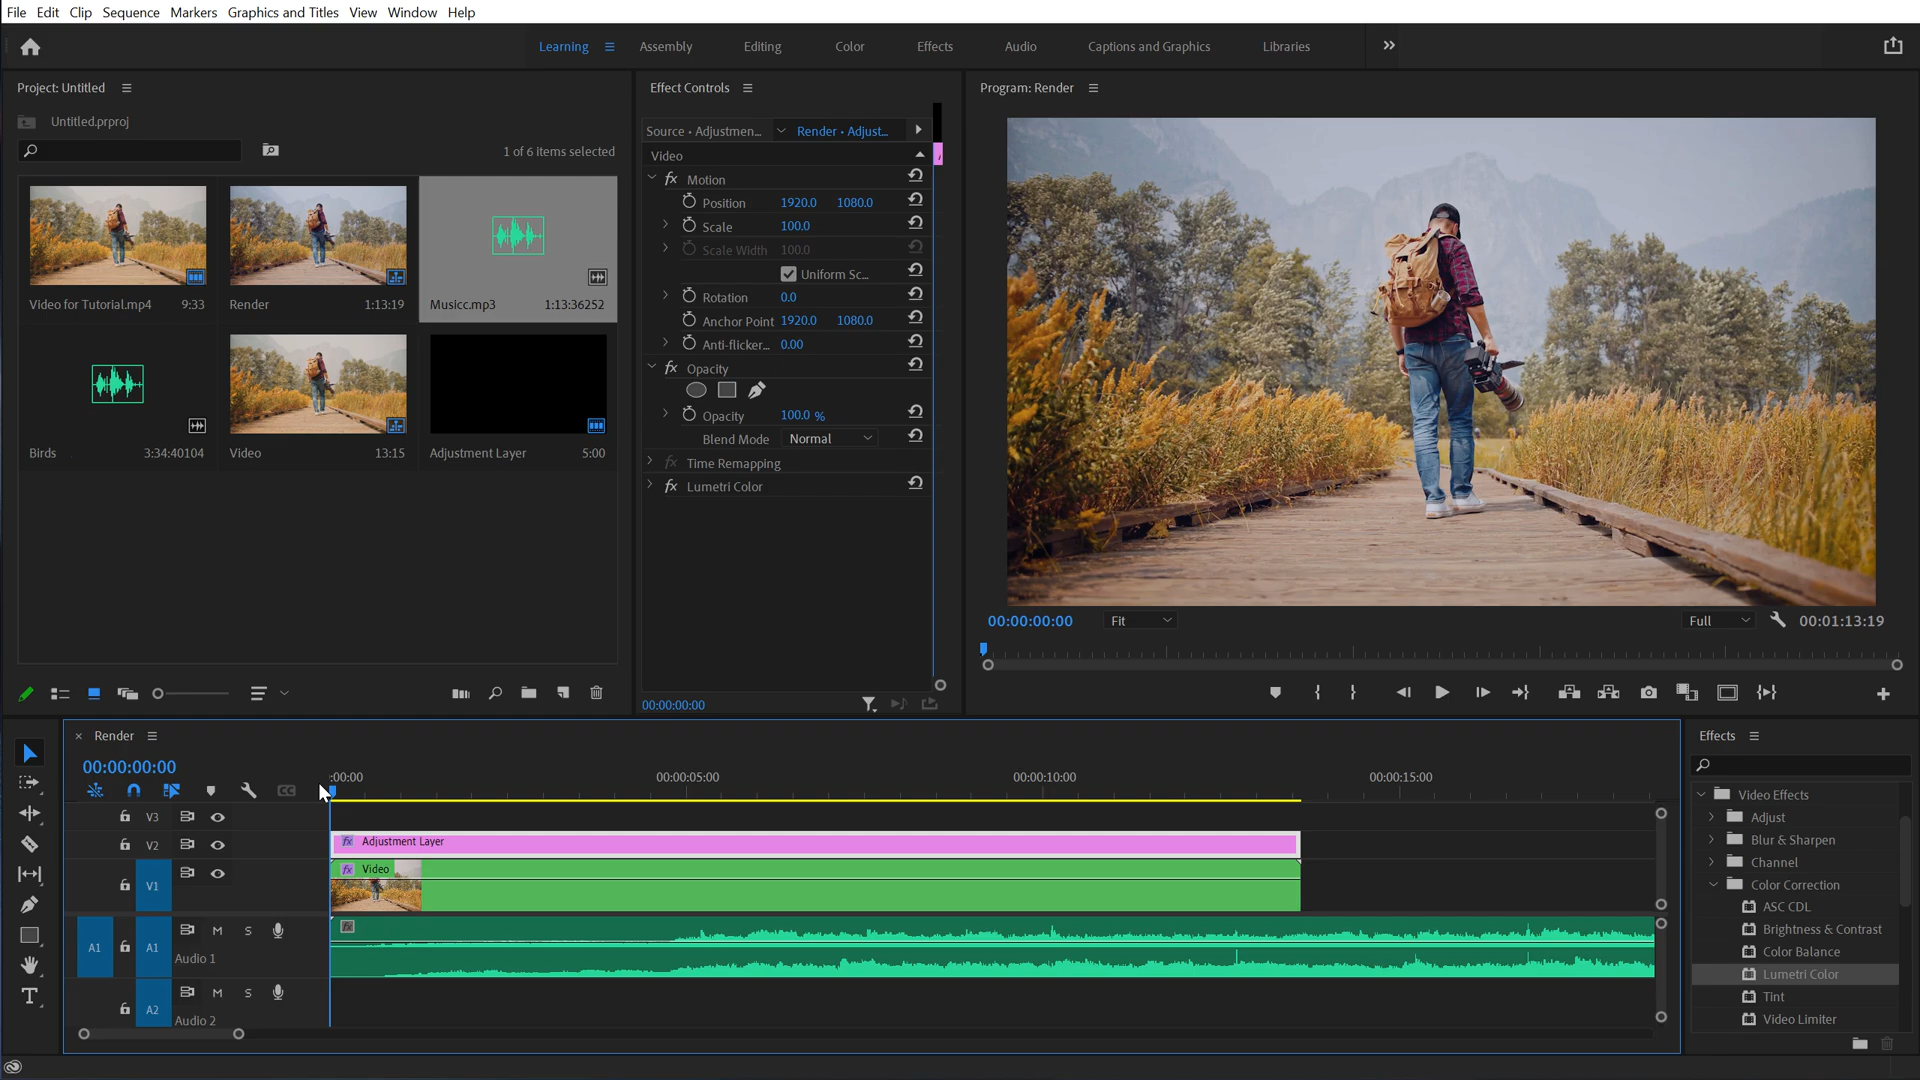 File Edit Clip Sequence Markers Graphics and Titles View Window Help
Learning Assembly Editing Color Effects Audio Captions and Graphics Libraries
Project: Untitled
Untitled.prproj
1 of 6 items selected
Video for Tutorial.mp4 9:33
Render 1:13:19
Musicc.mp3 1:13:36252
Birds 3:34:40104
Video 13:15
Adjustment Layer 5:00
Effect Controls
Source • Adjustmen... Render • Adjust...
Video
fx Motion
Position 1920.0 1080.0
Scale 100.0
Scale Width 100.0
Uniform Sc...
Rotation 0.0
Anchor Point 1920.0 1080.0
Anti-flicker... 0.00
fx Opacity
Opacity 100.0 %
Blend Mode Normal
fx Time Remapping
fx Lumetri Color
00:00:00:00
Program: Render
00:00:00:00 Fit Full 00:01:13:19
× Render
00:00:00:00
:00:00 00:00:05:00 00:00:10:00 00:00:15:00
CC
V3
V2
fx Adjustment Layer
V1
fx Video
A1 A1 M S
fx
Audio 1
A2 M S
Audio 2
Effects
Video Effects
Adjust
Blur & Sharpen
Channel
Color Correction
ASC CDL
Brightness & Contrast
Color Balance
Lumetri Color
Tint
Video Limiter